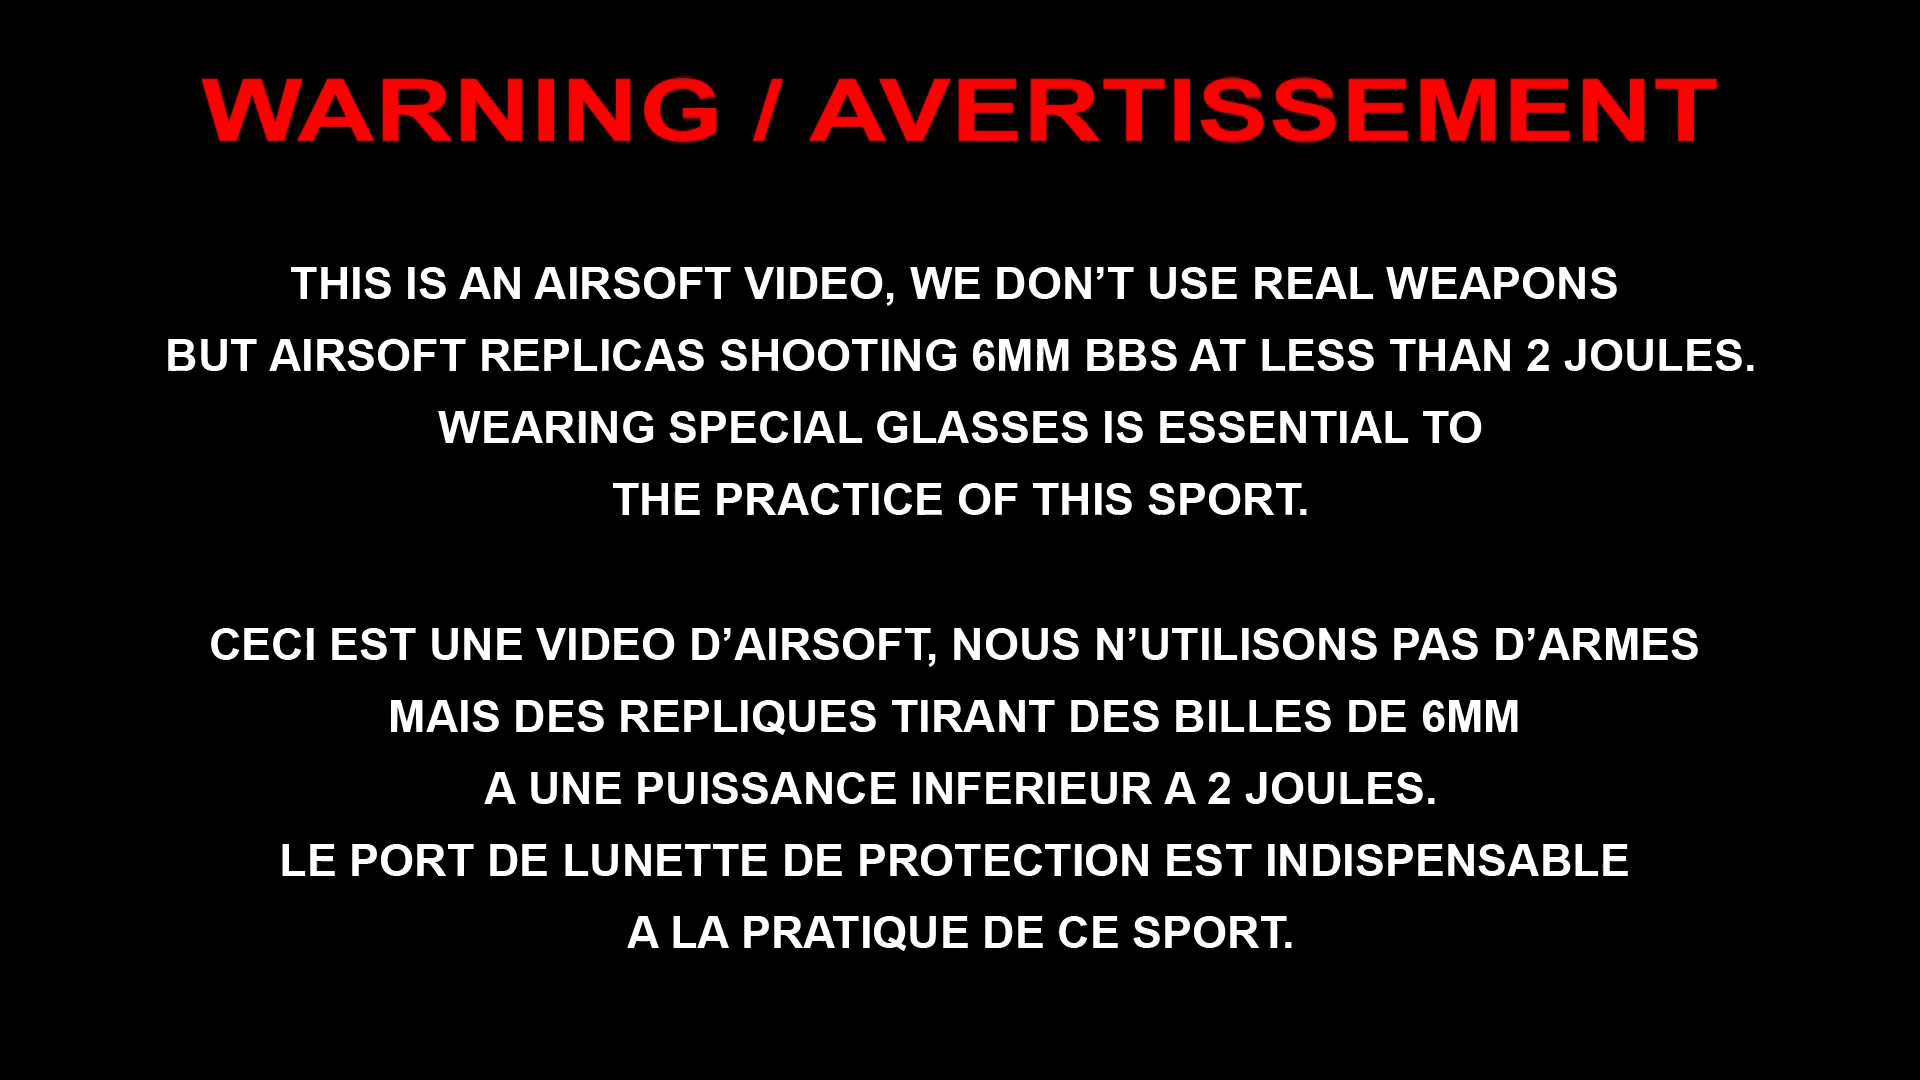 WARNING / AVERTISSEMENT
THIS IS AN AIRSOFT VIDEO, WE DON’T USE REAL WEAPONS
BUT AIRSOFT REPLICAS SHOOTING 6MM BBS AT LESS THAN 2 JOULES.
WEARING SPECIAL GLASSES IS ESSENTIAL TO
THE PRACTICE OF THIS SPORT.
CECI EST UNE VIDEO D’AIRSOFT, NOUS N’UTILISONS PAS D’ARMES
MAIS DES REPLIQUES TIRANT DES BILLES DE 6MM
A UNE PUISSANCE INFERIEUR A 2 JOULES.
LE PORT DE LUNETTE DE PROTECTION EST INDISPENSABLE
A LA PRATIQUE DE CE SPORT.